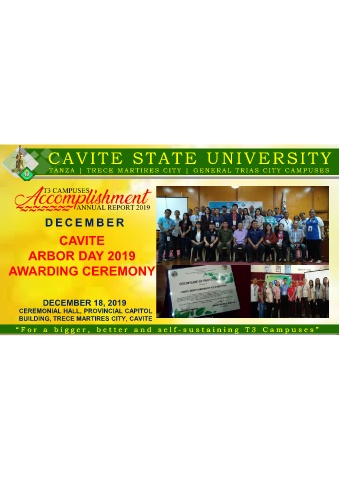 CAVITE STATE UNIVERSITY
TANZA | TRECE MARTIRES CITY | GENERAL TRIAS CITY CAMPUSES
T3 CAMPUSES
Accomplishment
ANNUAL REPORT 2019
DECEMBER
CAVITE
ARBOR DAY 2019
AWARDING CEREMONY
DECEMBER 18, 2019
CEREMONIAL HALL, PROVINCIAL CAPITOL
BUILDING, TRECE MARTIRES CITY, CAVITE
"For a bigger, better and self-sustaining T3 Campuses"